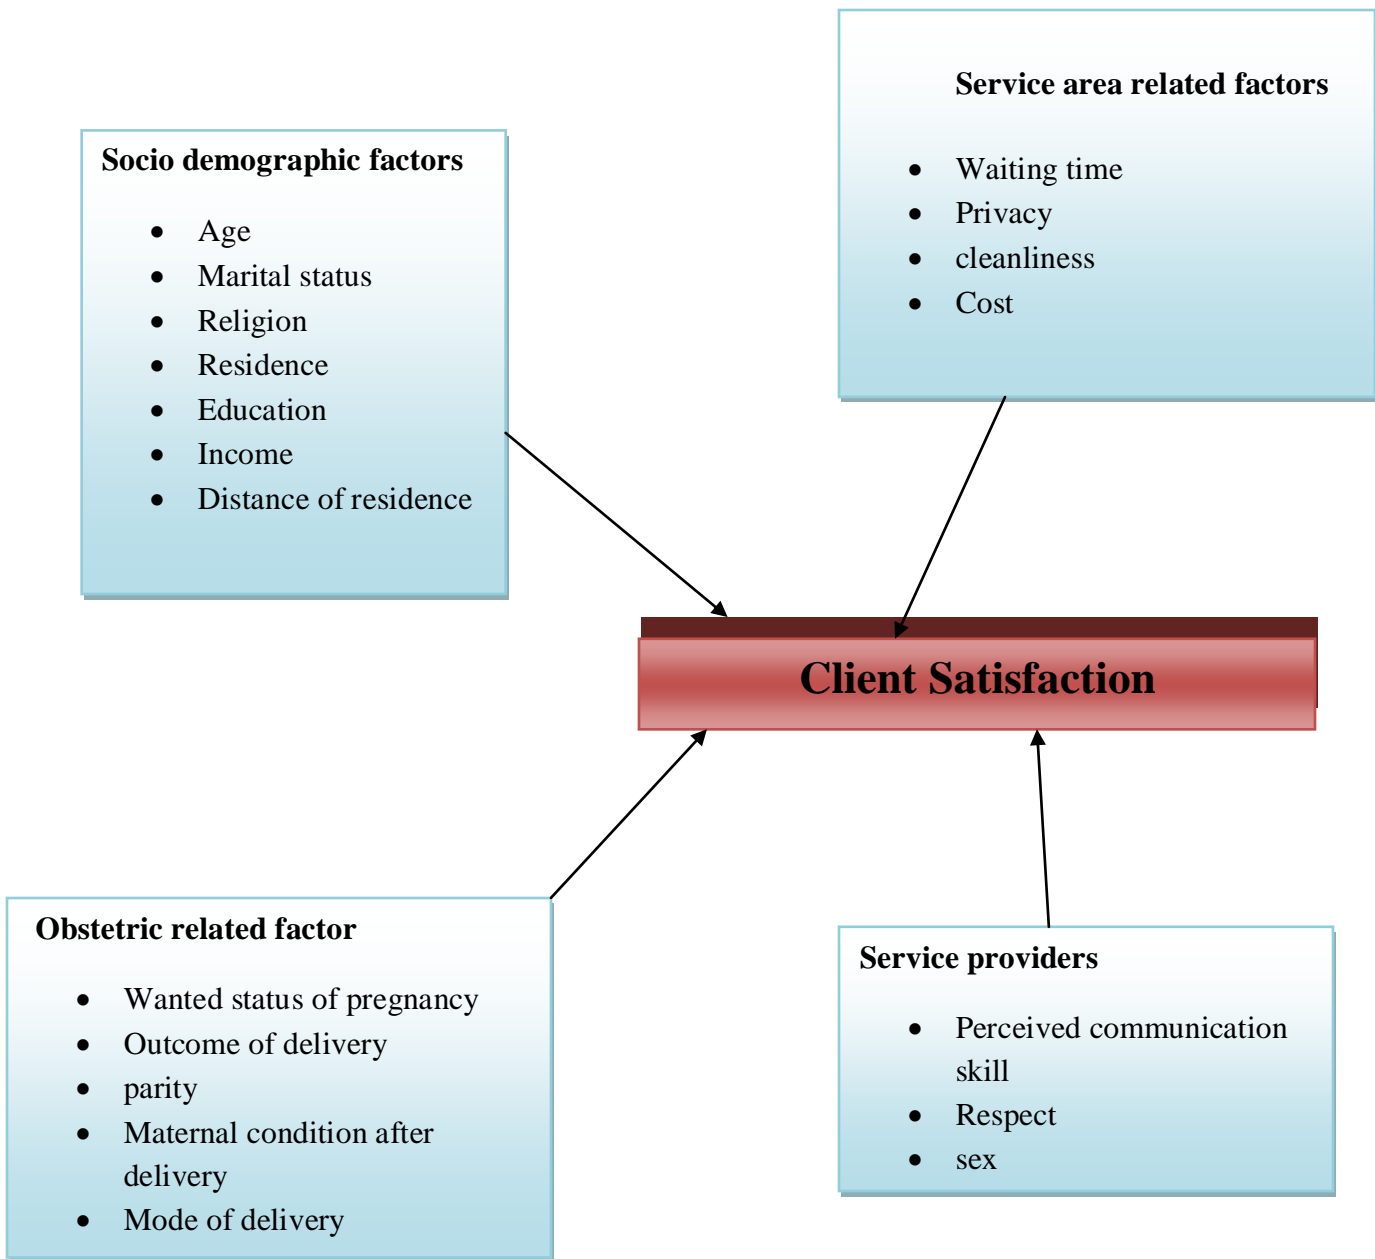 Service area related factors
• Waiting time
• Privacy
• cleanliness
• Cost
Socio demographic factors
• Age
• Marital status
• Religion
• Residence
• Education
• Income
• Distance of residence
Client Satisfaction
Obstetric related factor
• Wanted status of pregnancy
• Outcome of delivery
• parity
• Maternal condition after
delivery
• Mode of delivery
Service providers
• Perceived communication
skill
• Respect
• sex